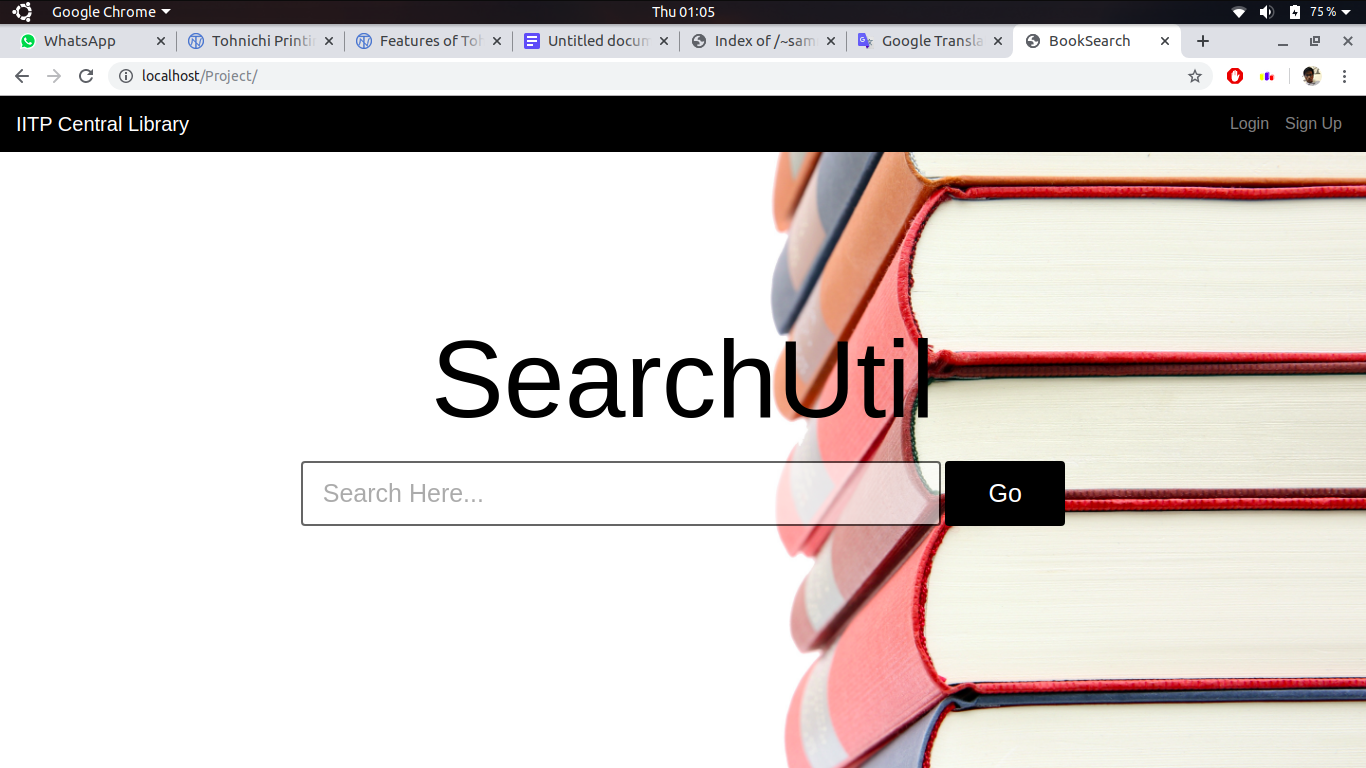 Google Chrome Thu 01:05 75 %
WhatsApp Tohnichi Printi Features of Toh Untitled docum Index of /~sam Google Transla BookSearch
localhost/Project/
IITP Central Library Login Sign Up
SearchUtil
Search Here... Go